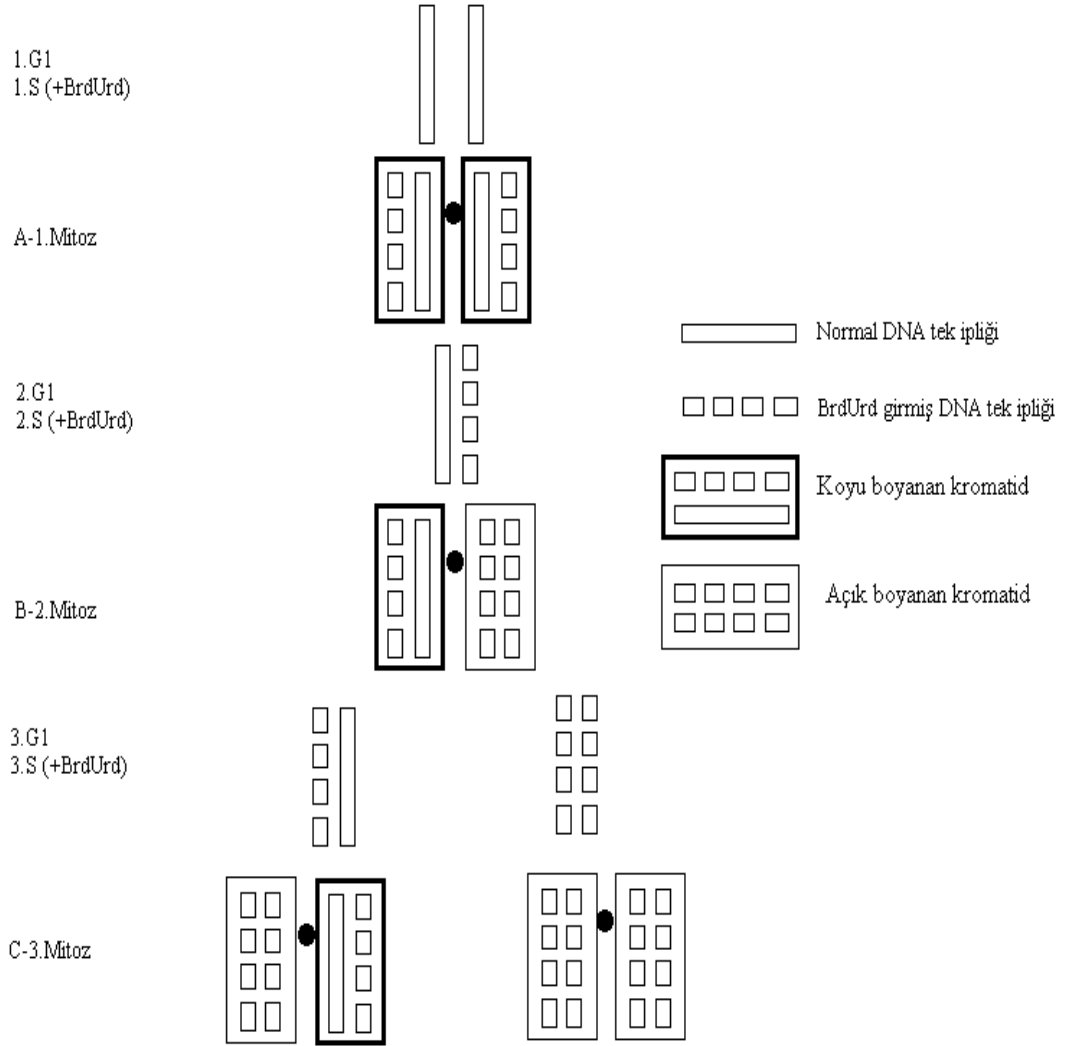 1.G1
1.S (+BrdUrd)
A-1.Mitoz
2.G1
2.S (+BrdUrd)
B-2.Mitoz
3.G1
3.S (+BrdUrd)
C-3.Mitoz
Normal DNA tek ipliği
BrdUrd girmiş DNA tek ipliği
Koyu boyanan kromatid
Açık boyanan kromatid